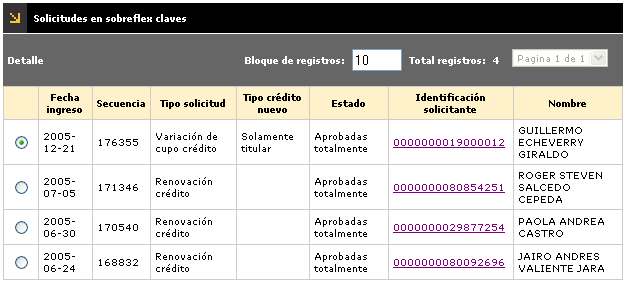 Solicitudes en sobreflex claves
Detalle Bloque de registros: 10 Total registros: 4 Pagina 1 de 1
Fecha ingreso Secuencia Tipo solicitud Tipo crédito nuevo Estado Identificación solicitante Nombre
2005-12-21 176355 Variación de cupo crédito Solamente titular Aprobadas totalmente 0000000019000012 GUILLERMO ECHEVERRY GIRALDO
2005-07-05 171346 Renovación crédito Aprobadas totalmente 0000000080854251 ROGER STEVEN SALCEDO CEPEDA
2005-06-30 170540 Renovación crédito Aprobadas totalmente 0000000029877254 PAOLA ANDREA CASTRO
2005-06-24 168832 Renovación crédito Aprobadas totalmente 0000000080092696 JAIRO ANDRES VALIENTE JARA